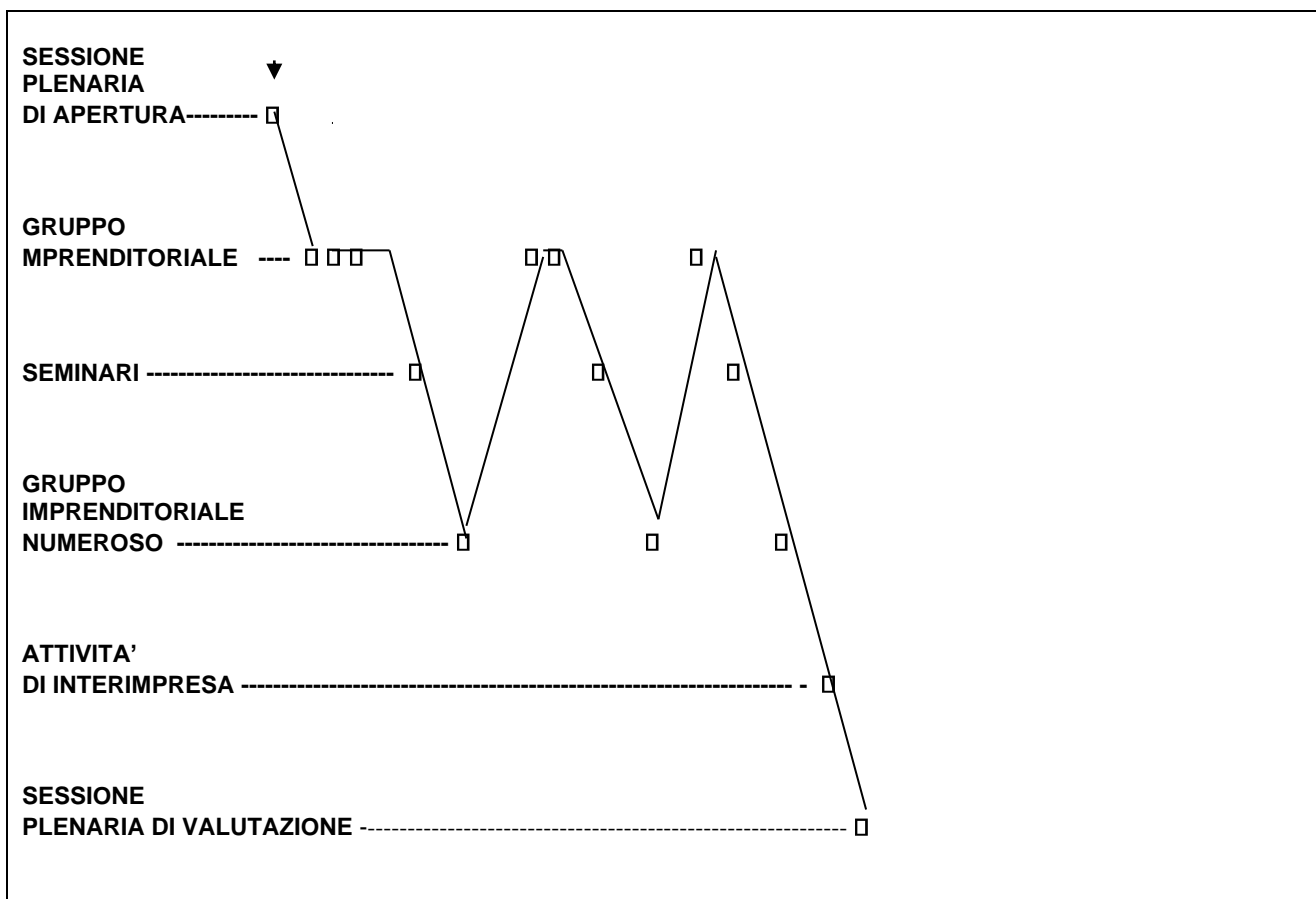 SESSIONE
PLENARIA
DI APERTURA---------
GRUPPO
MPRENDITORIALE ----
SEMINARI -------------------------------
GRUPPO
IMPRENDITORIALE
NUMEROSO ----------------------------------
ATTIVITA’
DI INTERIMPRESA --------------------------------------------------------------------- -
SESSIONE
PLENARIA DI VALUTAZIONE -------------------------------------------------------------